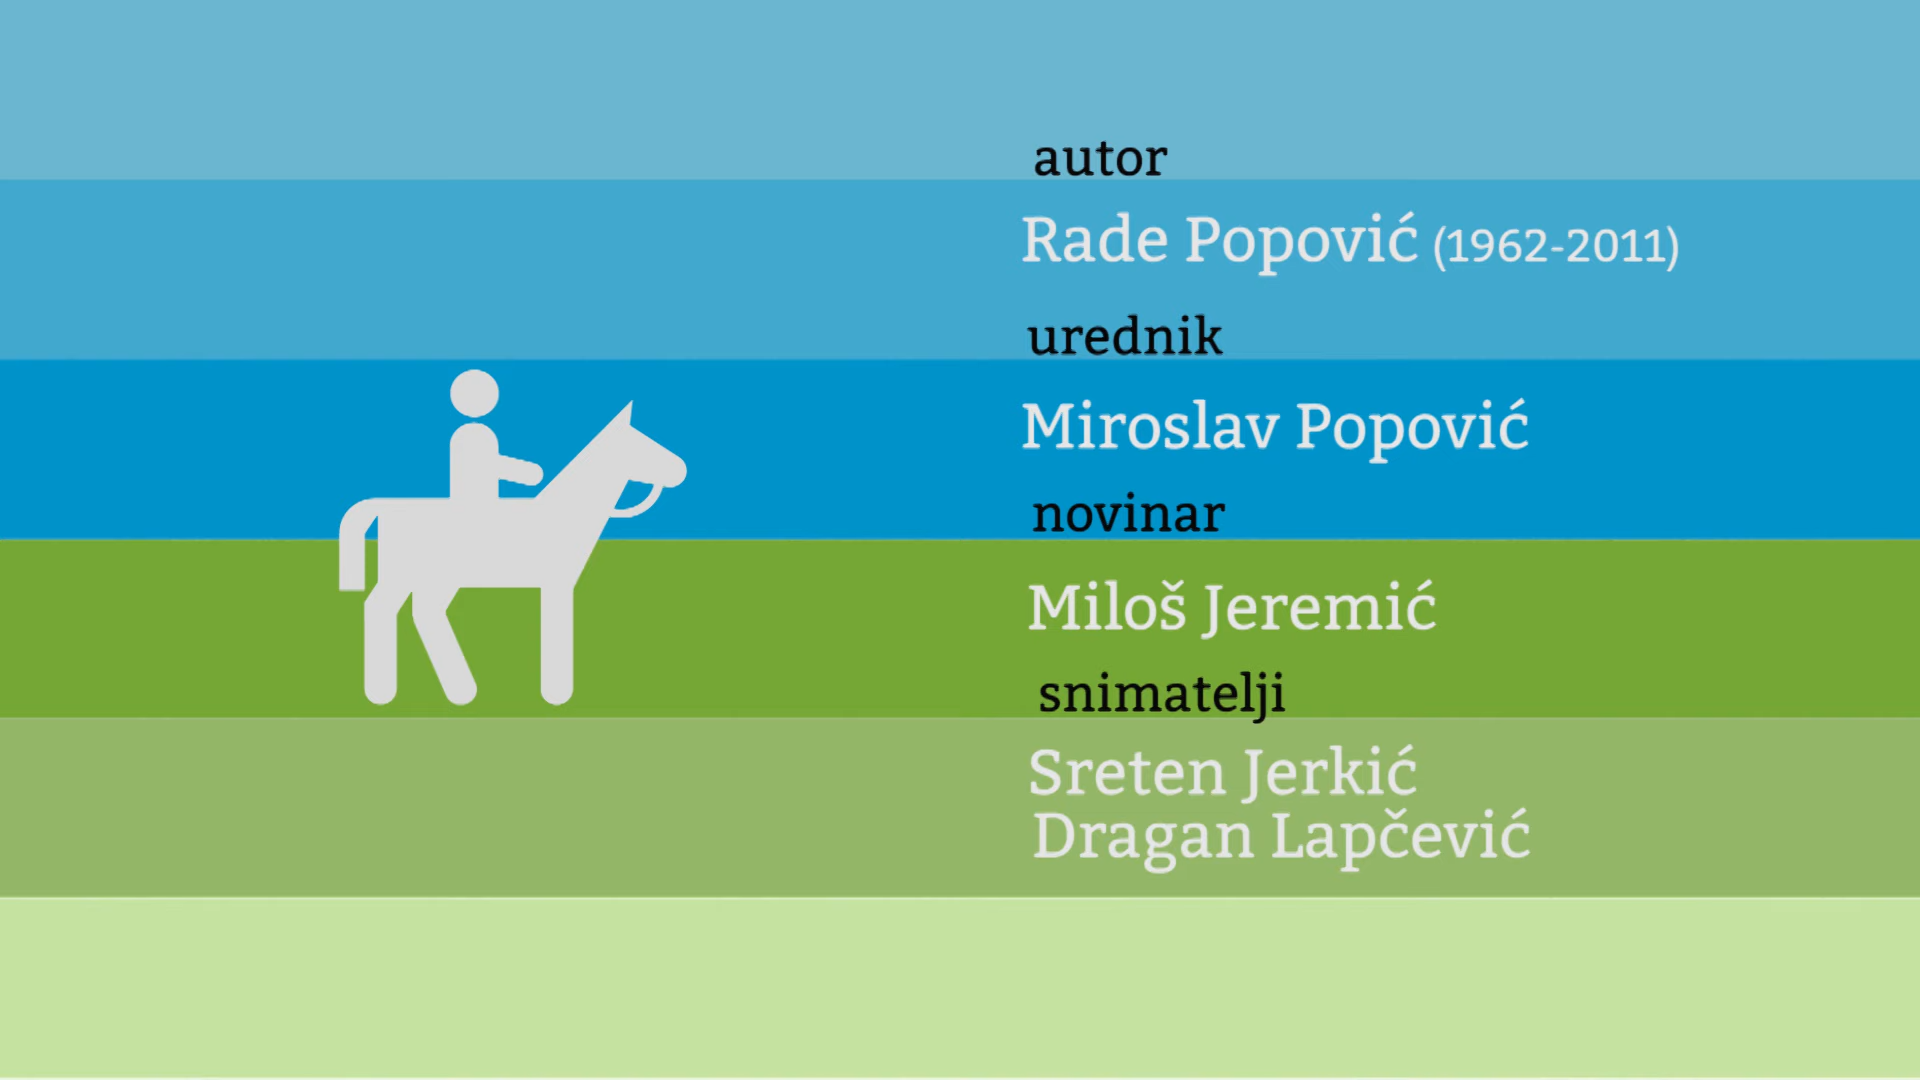 autor
Rade Popović (1962-2011)
urednik
Miroslav Popović
novinar
Miloš Jeremić
snimatelji
Sreten Jerkić
Dragan Lapčević